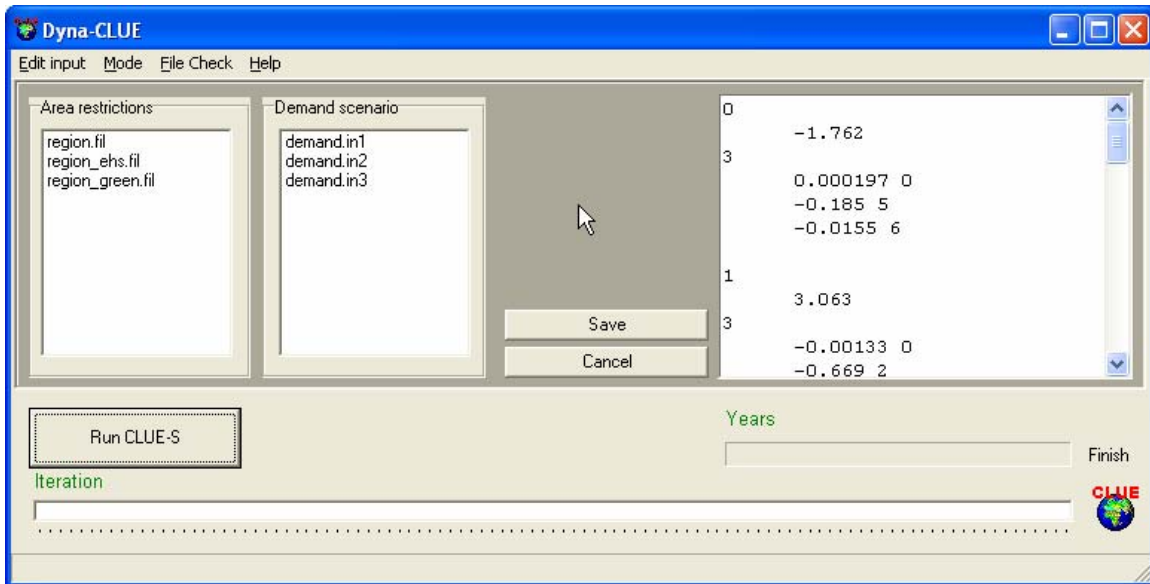 Dyna-CLUE
Edit input Mode File Check Help
Area restrictions
region.fil
region_ehs.fil
region_green.fil
Demand scenario
demand.in1
demand.in2
demand.in3
Save
Cancel
0
-1.762
3
0.000197 0
-0.185 5
-0.0155 6
1
3.063
3
-0.00133 0
-0.669 2
Run CLUE-S
Years
Finish
Iteration
CLUE